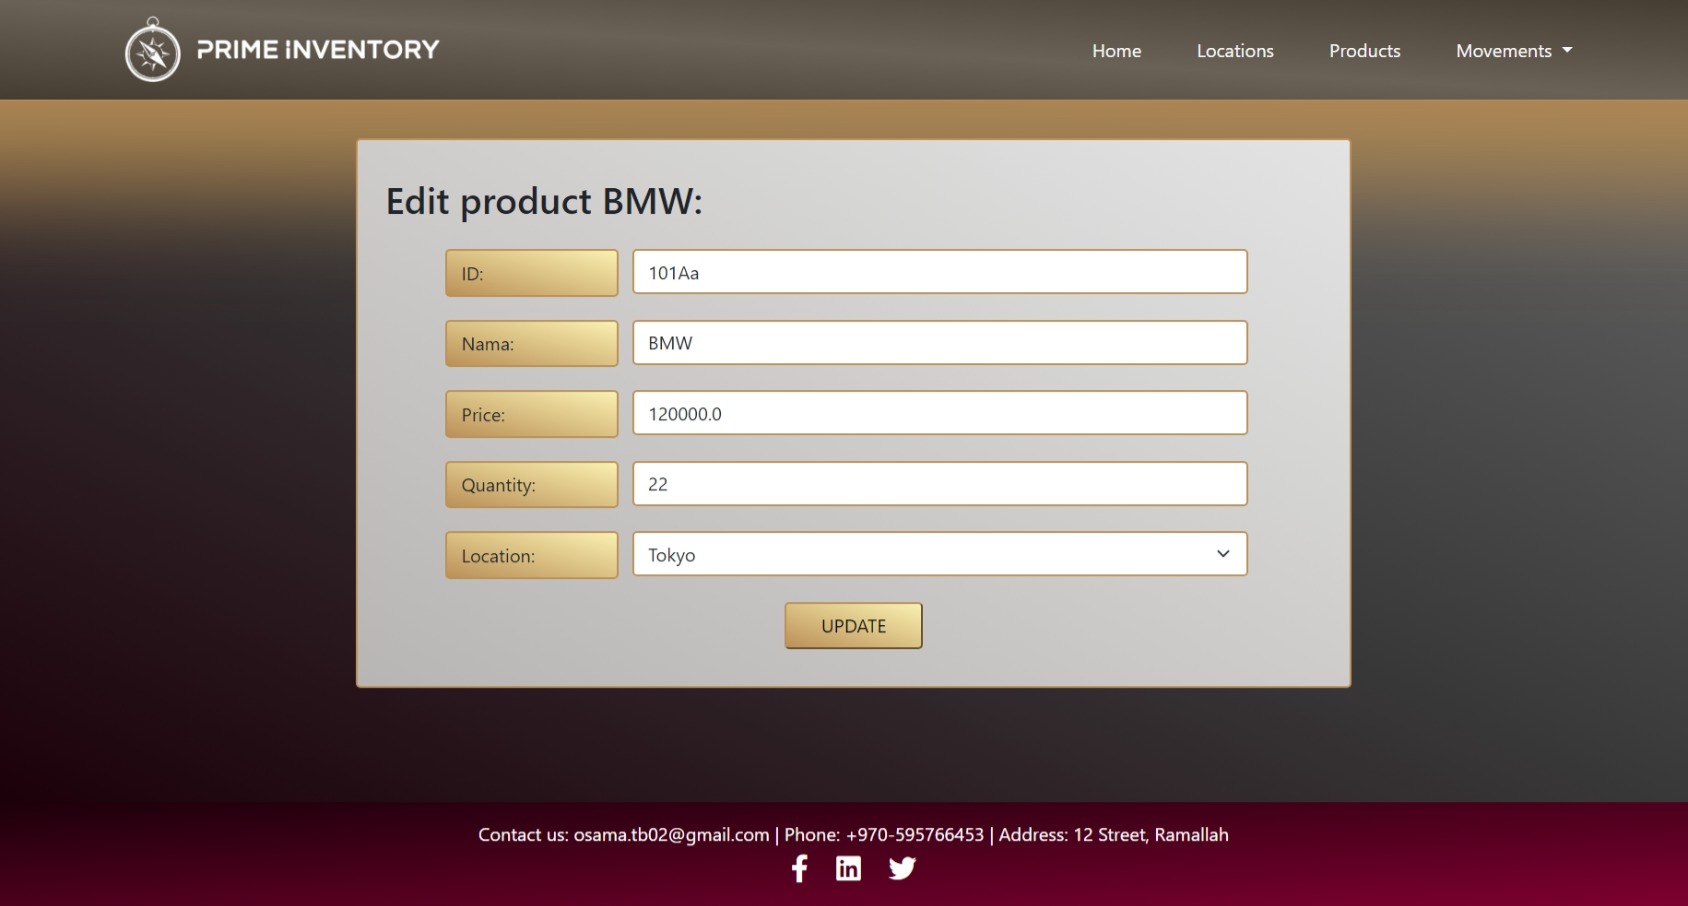 PRIME iNVENTORY
Home Locations Products Movements
Edit product BMW:
ID: 101Aa
Nama: BMW
Price: 120000.0
Quantity: 22
Location: Tokyo
UPDATE
Contact us: osama.tb02@gmail.com | Phone: +970-595766453 | Address: 12 Street, Ramallah